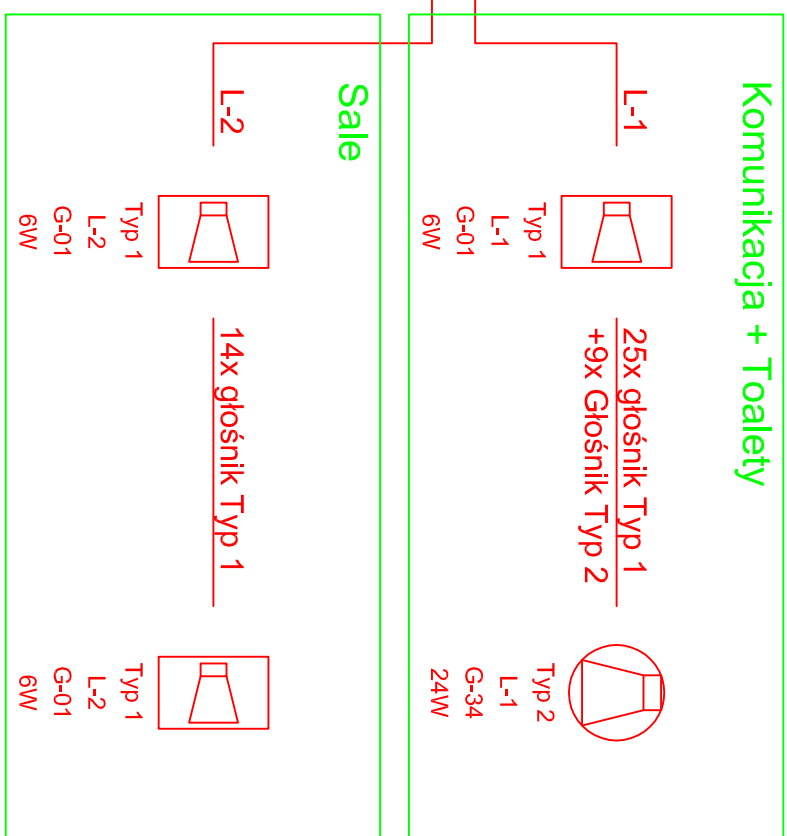 Komunikacja + Toalety
L-1
Typ 1
L-1
G-01
6W
25x głośnik Typ 1
+9x Głośnik Typ 2
Typ 2
L-1
G-34
24W
Sale
L-2
Typ 1
L-2
G-01
6W
14x głośnik Typ 1
Typ 1
L-2
G-01
6W